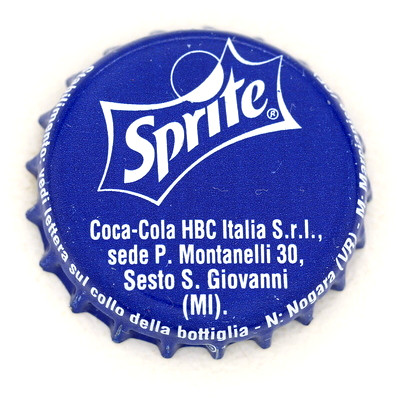 Sprite®
Coca-Cola HBC Italia S.r.l.,
sede P. Montanelli 30,
Sesto S. Giovanni
(MI).
vedi lettera sul collo della bottiglia - N: Nogara (VR) - M: